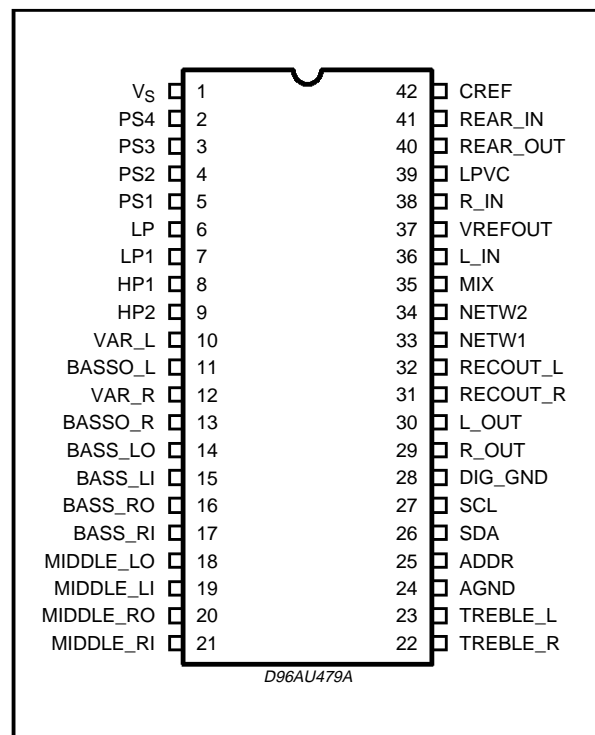 VS 1 42 CREF
PS4 2 41 REAR_IN
PS3 3 40 REAR_OUT
PS2 4 39 LPVC
PS1 5 38 R_IN
LP 6 37 VREFOUT
LP1 7 36 L_IN
HP1 8 35 MIX
HP2 9 34 NETW2
VAR_L 10 33 NETW1
BASSO_L 11 32 RECOUT_L
VAR_R 12 31 RECOUT_R
BASSO_R 13 30 L_OUT
BASS_LO 14 29 R_OUT
BASS_LI 15 28 DIG_GND
BASS_RO 16 27 SCL
BASS_RI 17 26 SDA
MIDDLE_LO 18 25 ADDR
MIDDLE_LI 19 24 AGND
MIDDLE_RO 20 23 TREBLE_L
MIDDLE_RI 21 22 TREBLE_R
D96AU479A